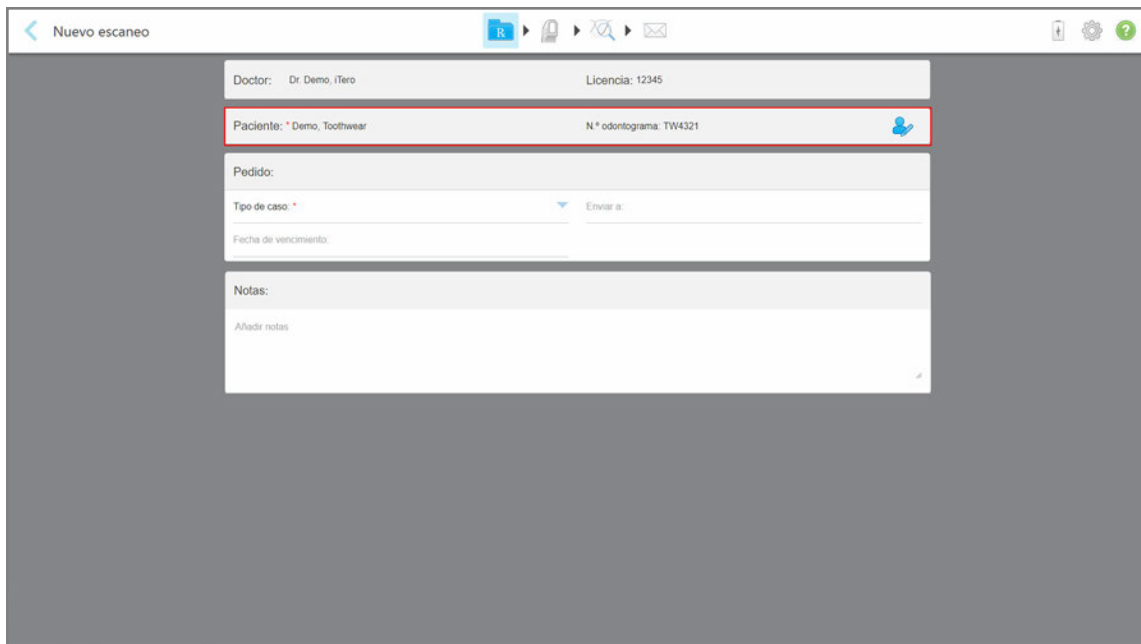 Nuevo escaneo
R
?
Doctor: Dr. Demo, iTero Licencia: 12345
Paciente: * Demo, Toothwear N.º odontograma: TW4321
Pedido:
Tipo de caso: * Enviar a:
Fecha de vencimiento:
Notas:
Añadir notas